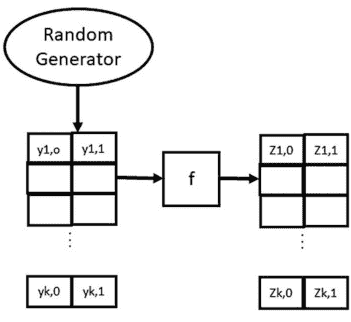 Random
Generator
y1,o y1,1
f
Z1,0 Z1,1
⋮
⋮
yk,0 yk,1
Zk,0 Zk,1